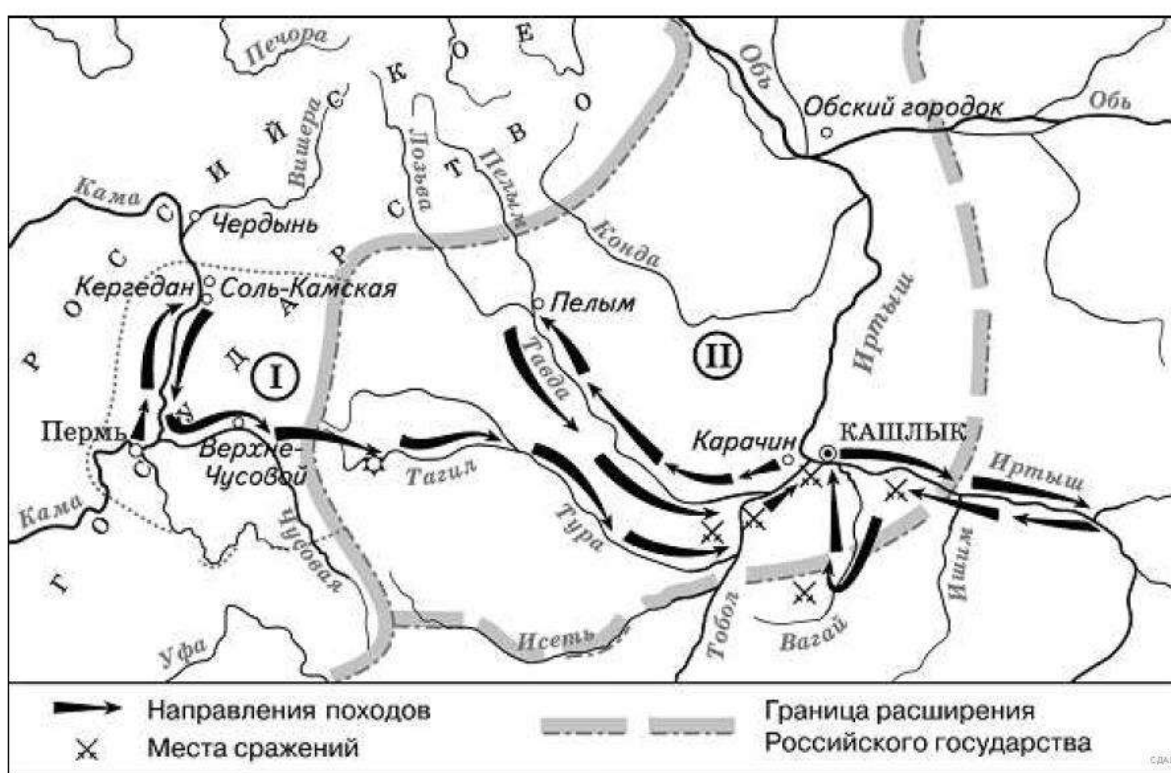 Печора
Вишера
Лозьва
Пелым
Обь
Обский городок
Обь
РОССИЙСКОЕ
ГОСУДАРСТВО
Кама
Чердынь
Кергедан
Соль-Камская
Конда
Пелым
Иртыш
I
II
Тавда
Пермь
Верхне-
Чусовой
Тагил
Карачин
КАШЛЫК
Иртыш
Кама
Чусовая
Тура
Тобол
Вагай
Ишим
Исеть
Уфа
Направления походов
Места сражений
Граница расширения
Российского государства